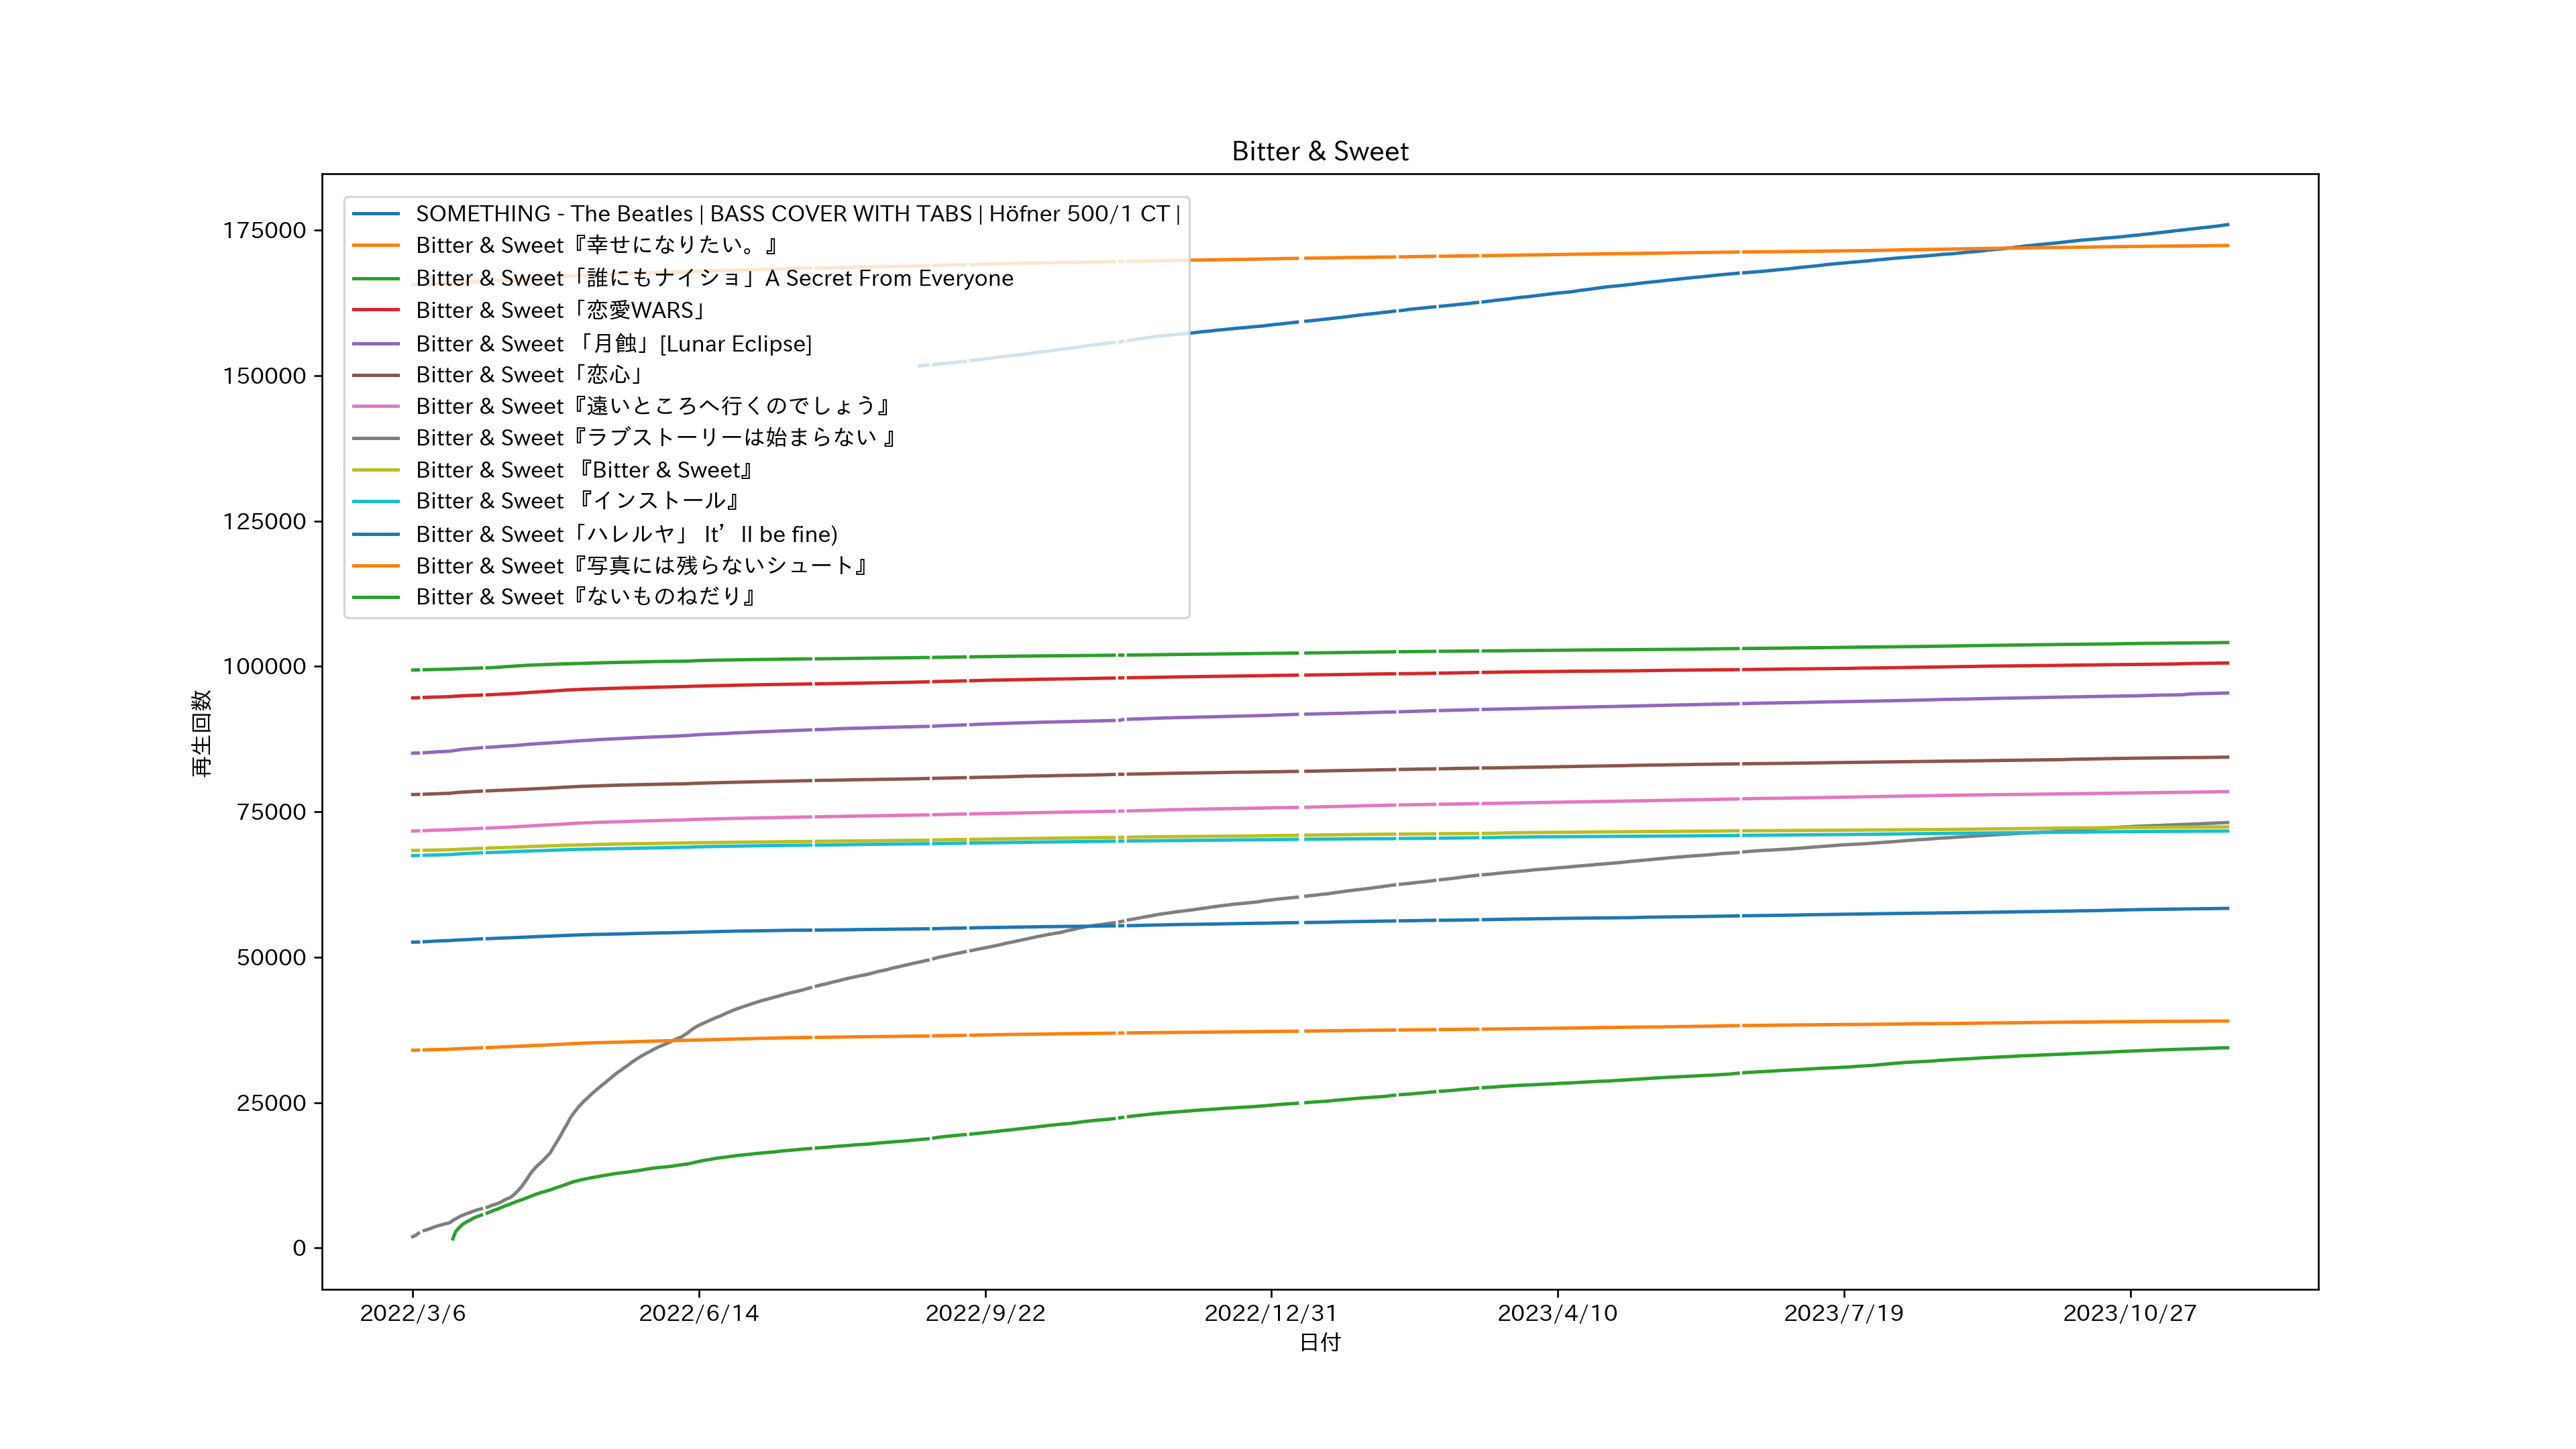 Bitter & Sweet
SOMETHING - The Beatles | BASS COVER WITH TABS | Höfner 500/1 CT |
Bitter & Sweet『幸せになりたい。』
Bitter & Sweet「誰にもナイショ」A Secret From Everyone
Bitter & Sweet「恋愛WARS」
Bitter & Sweet 「月蝕」[Lunar Eclipse]
Bitter & Sweet「恋心」
Bitter & Sweet『遠いところへ行くのでしょう』
Bitter & Sweet『ラブストーリーは始まらない 』
Bitter & Sweet 『Bitter & Sweet』
Bitter & Sweet 『インストール』
Bitter & Sweet「ハレルヤ」 It’ll be fine)
Bitter & Sweet『写真には残らないシュート』
Bitter & Sweet『ないものねだり』
175000
150000
125000
100000
75000
50000
25000
0
再生回数
2022/3/6 2022/6/14 2022/9/22 2022/12/31 2023/4/10 2023/7/19 2023/10/27
日付